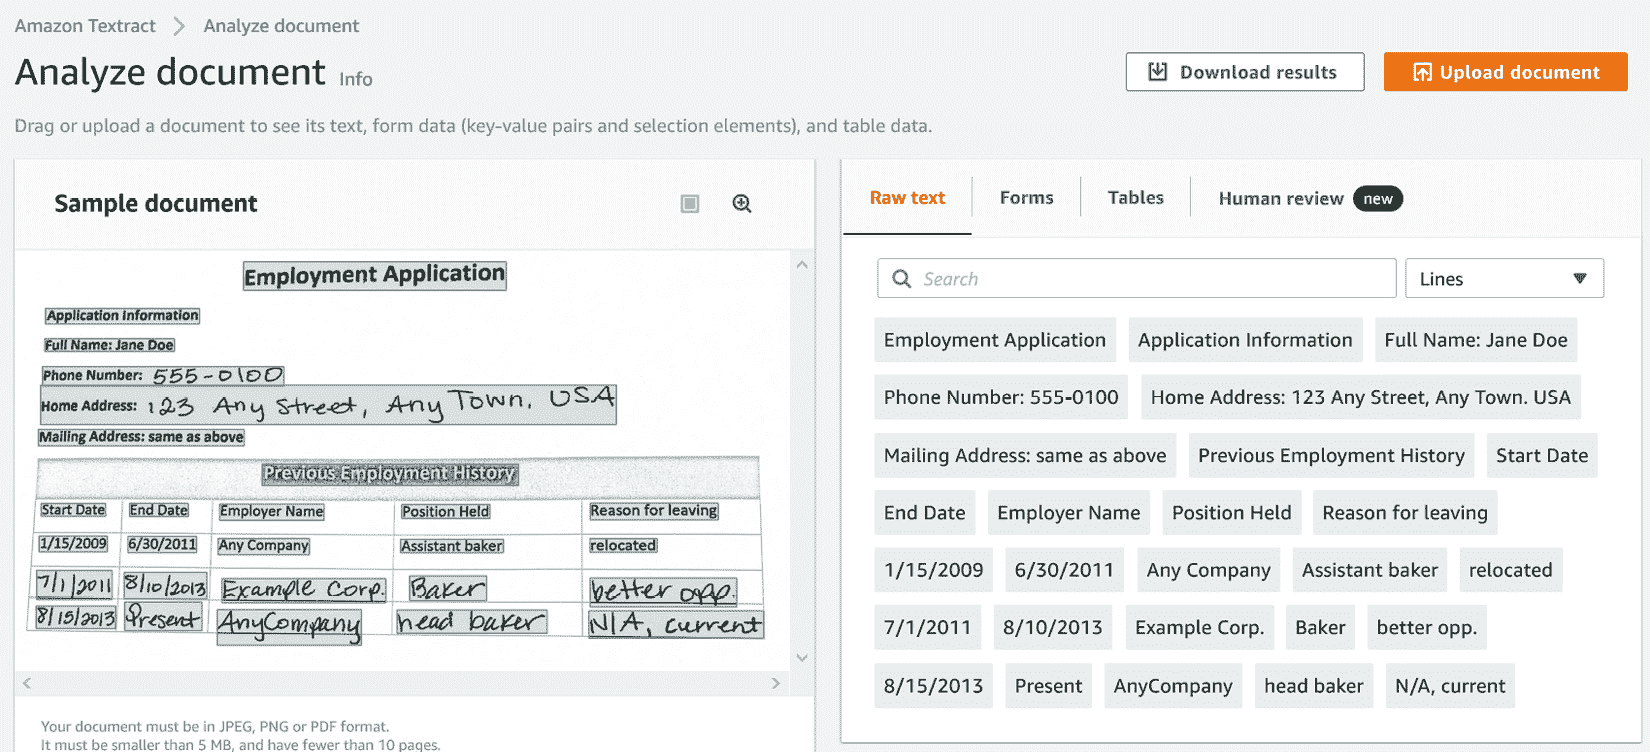 Amazon Textract > Analyze document
Analyze document Info
Download results
Upload document
Drag or upload a document to see its text, form data (key-value pairs and selection elements), and table data.
Sample document
Employment Application
Application Information
Full Name: Jane Doe
Phone Number: 555-0100
Home Address: 123 Any Street, Any Town. USA
Mailing Address: same as above
Previous Employment History
Start Date End Date Employer Name Position Held Reason for leaving
1/15/2009 6/30/2011 Any Company Assistant baker relocated
7/1/2011 8/10/2013 Example Corp. Baker better opp.
8/15/2013 Present AnyCompany head baker N/A, current
Your document must be in JPEG, PNG or PDF format.
It must be smaller than 5 MB, and have fewer than 10 pages.
Raw text Forms Tables Human review new
Search Lines
Employment Application Application Information Full Name: Jane Doe
Phone Number: 555-0100 Home Address: 123 Any Street, Any Town. USA
Mailing Address: same as above Previous Employment History Start Date
End Date Employer Name Position Held Reason for leaving
1/15/2009 6/30/2011 Any Company Assistant baker relocated
7/1/2011 8/10/2013 Example Corp. Baker better opp.
8/15/2013 Present AnyCompany head baker N/A, current